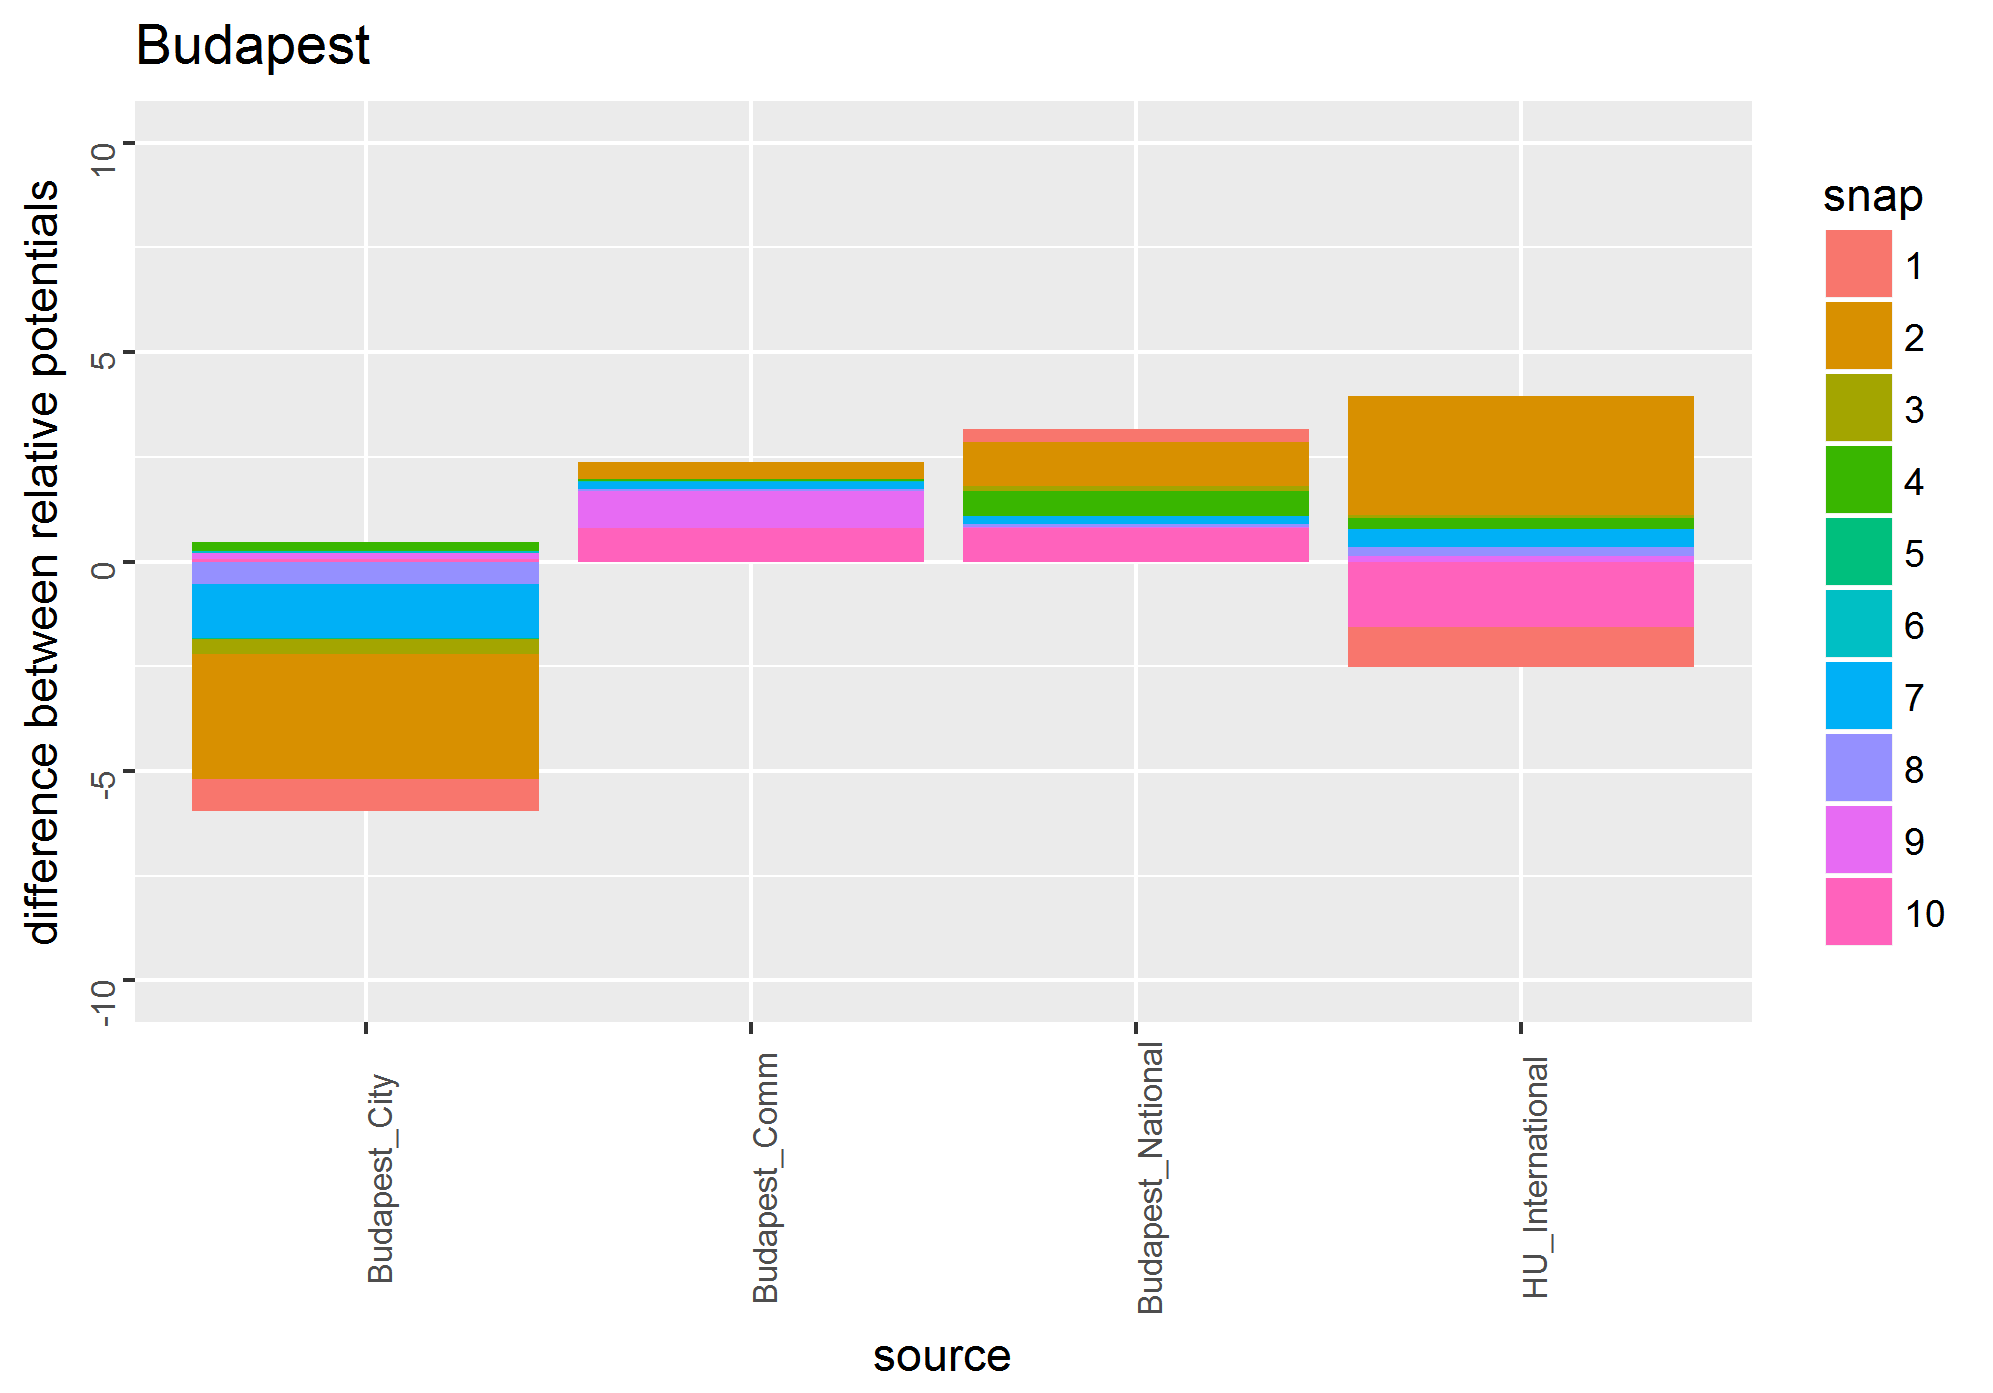 Budapest
difference between relative potentials
10
5
0
-5
-10
Budapest_City
Budapest_Comm
Budapest_National
HU_International
source
snap
1
2
3
4
5
6
7
8
9
10